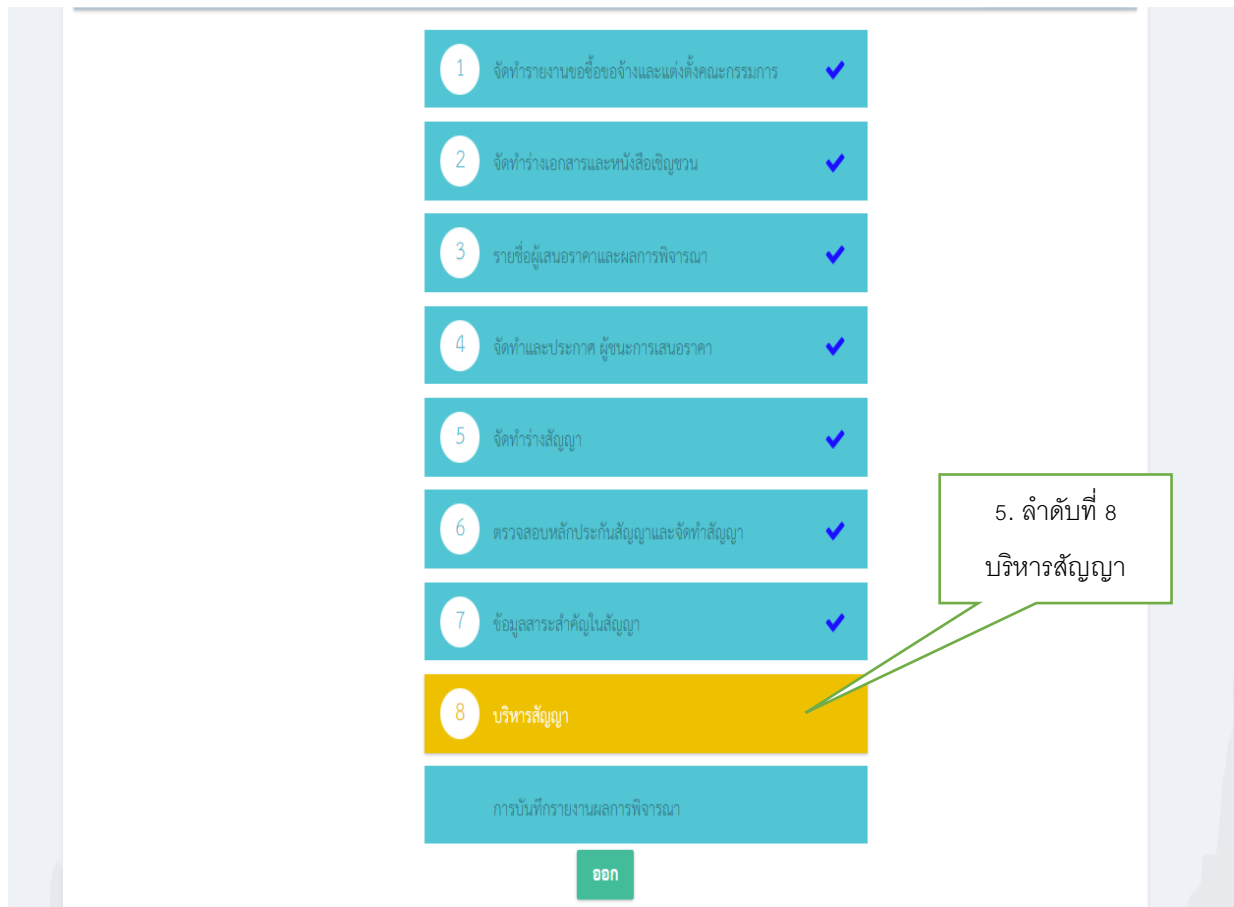 1 จัดทำรายงานขอซื้อขอจ้างและแต่งตั้งคณะกรรมการ
2 จัดทำร่างเอกสารและหนังสือเชิญชวน
3 รายชื่อผู้เสนอราคาและผลการพิจารณา
4 จัดทำและประกาศ ผู้ชนะการเสนอราคา
5 จัดทำร่างสัญญา
6 ตรวจสอบหลักประกันสัญญาและจัดทำสัญญา
7 ข้อมูลสาระสำคัญในสัญญา
5. ลำดับที่ 8
บริหารสัญญา
8 บริหารสัญญา
การบันทึกรายงานผลการพิจารณา
ออก